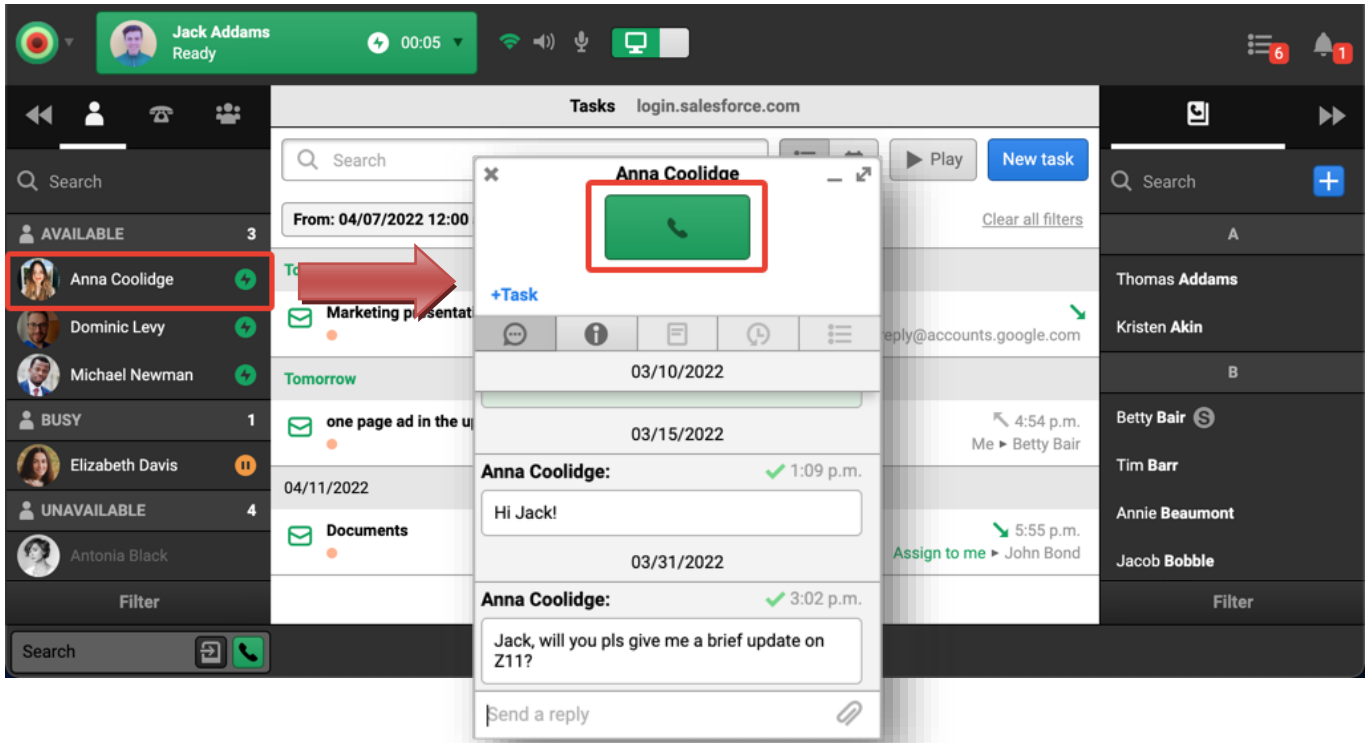 Jack Addams
Ready
00:05
6
1
Tasks login.salesforce.com
Search
AVAILABLE 3
Anna Coolidge
Dominic Levy
Michael Newman
BUSY 1
Elizabeth Davis
UNAVAILABLE 4
Antonia Black
Filter
Search
Search
Play
New task
From: 04/07/2022 12:00
Clear all filters
Marketing presentat
reply@accounts.google.com
Tomorrow
one page ad in the u
4:54 p.m.
Me ▸ Betty Bair
04/11/2022
Documents
5:55 p.m.
Assign to me ▸ John Bond
Anna Coolidge
+Task
03/10/2022
03/15/2022
Anna Coolidge: 1:09 p.m.
Hi Jack!
03/31/2022
Anna Coolidge: 3:02 p.m.
Jack, will you pls give me a brief update on
Z11?
Send a reply
Search
A
Thomas Addams
Kristen Akin
B
Betty Bair S
Tim Barr
Annie Beaumont
Jacob Bobble
Filter